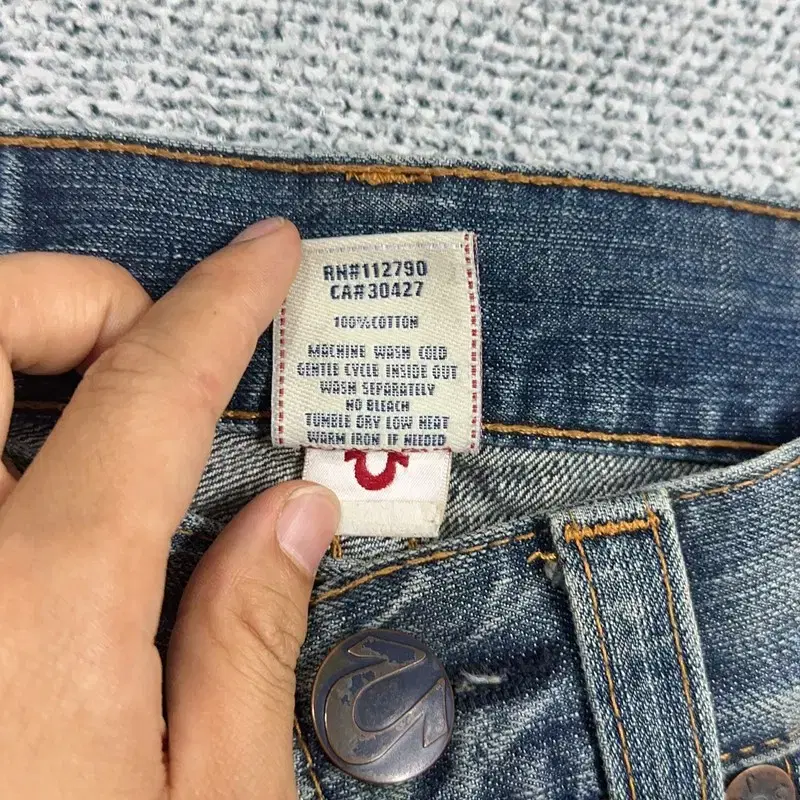 RN#112790
CA#30427
100%COTTON
MACHINE WASH COLD
GENTLE CYCLE INSIDE OUT
WASH SEPARATELY
NO BLEACH
TUMBLE DRY LOW HEAT
WARM IRON IF NEEDED